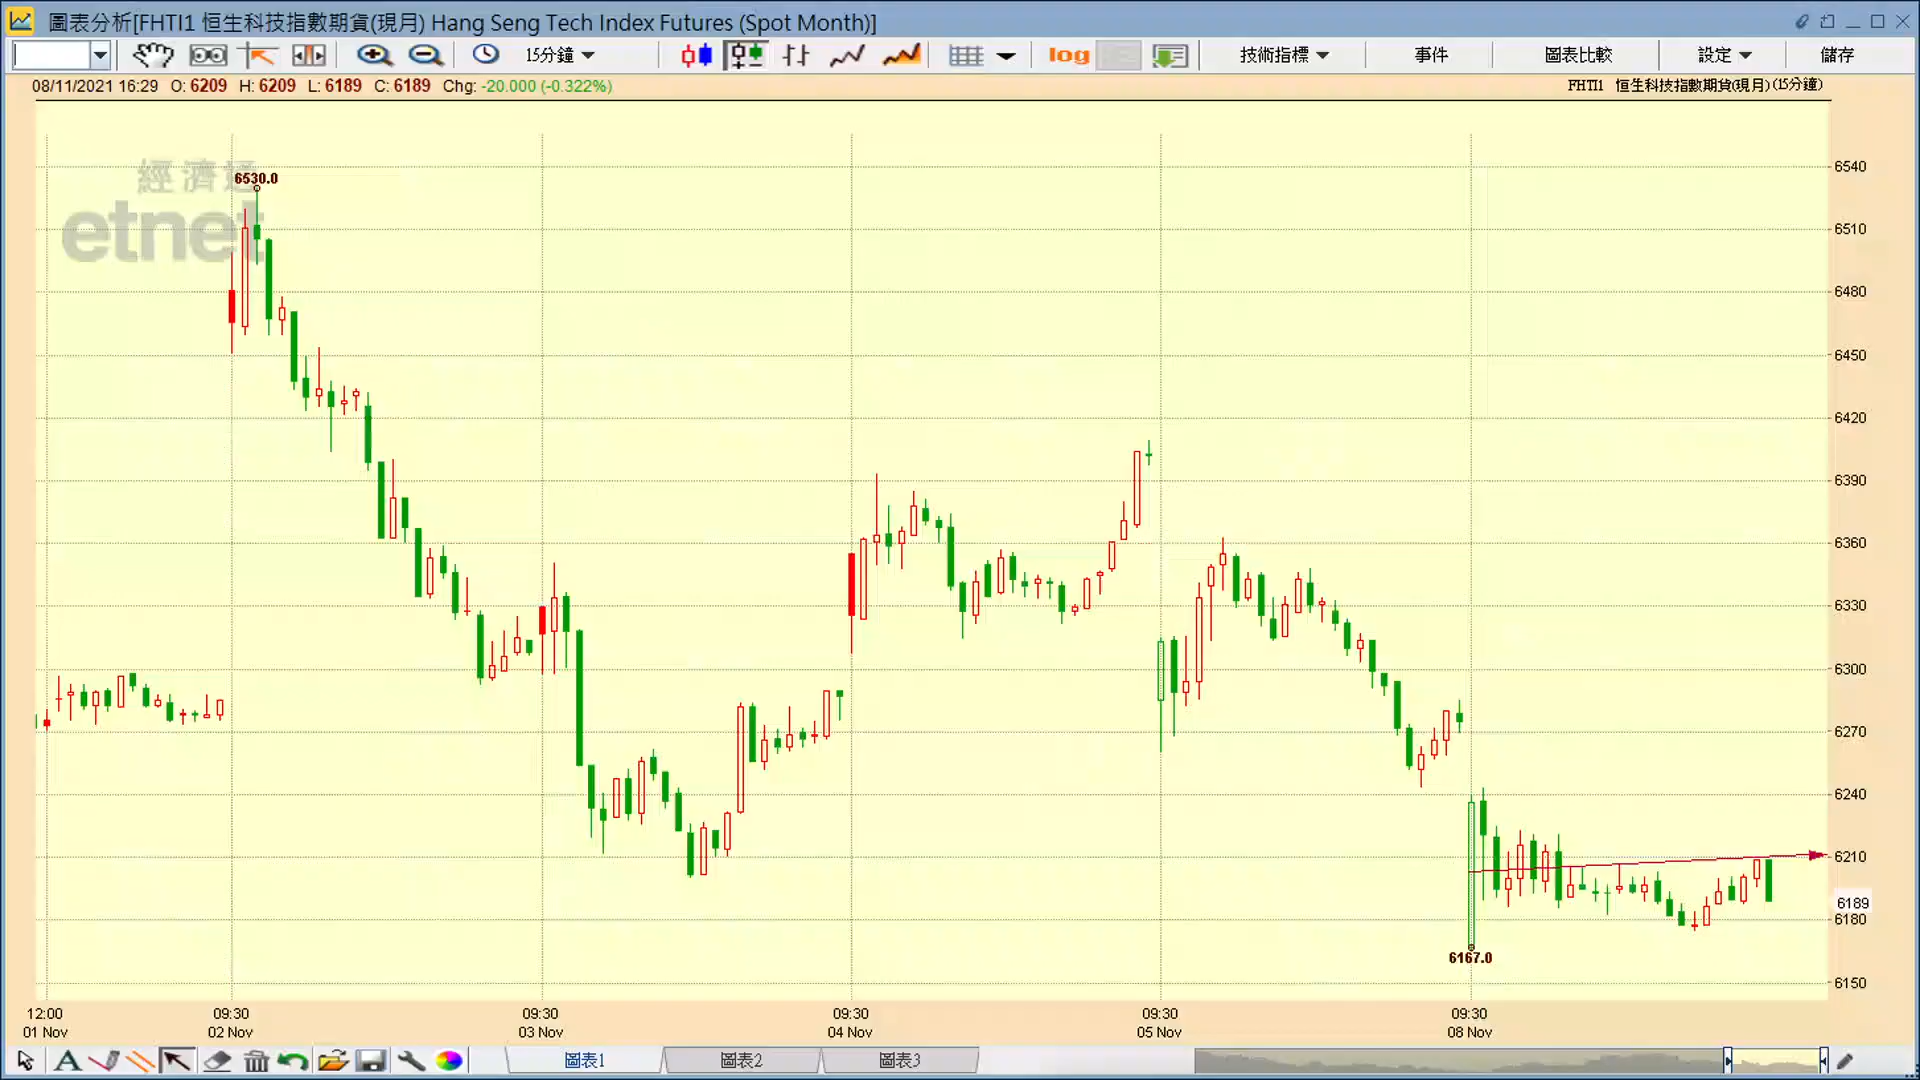 圖表分析[FHTI1 恒生科技指數期貨(現月) Hang Seng Tech Index Futures (Spot Month)]
15分鐘 log 技術指標 事件 圖表比較 設定 儲存
08/11/2021 16:29 O: 6209 H: 6209 L: 6189 C: 6189 Chg: -20.000 (-0.322%)
FHTI1 恒生科技指數期貨(現月)(15分鐘)
經濟通
etnet
6530.0
6540
6510
6480
6450
6420
6390
6360
6330
6300
6270
6240
6210
6189
6180
6167.0
6150
12:00 09:30 09:30 09:30 09:30 09:30
01 Nov 02 Nov 03 Nov 04 Nov 05 Nov 08 Nov
A 圖表1 圖表2 圖表3